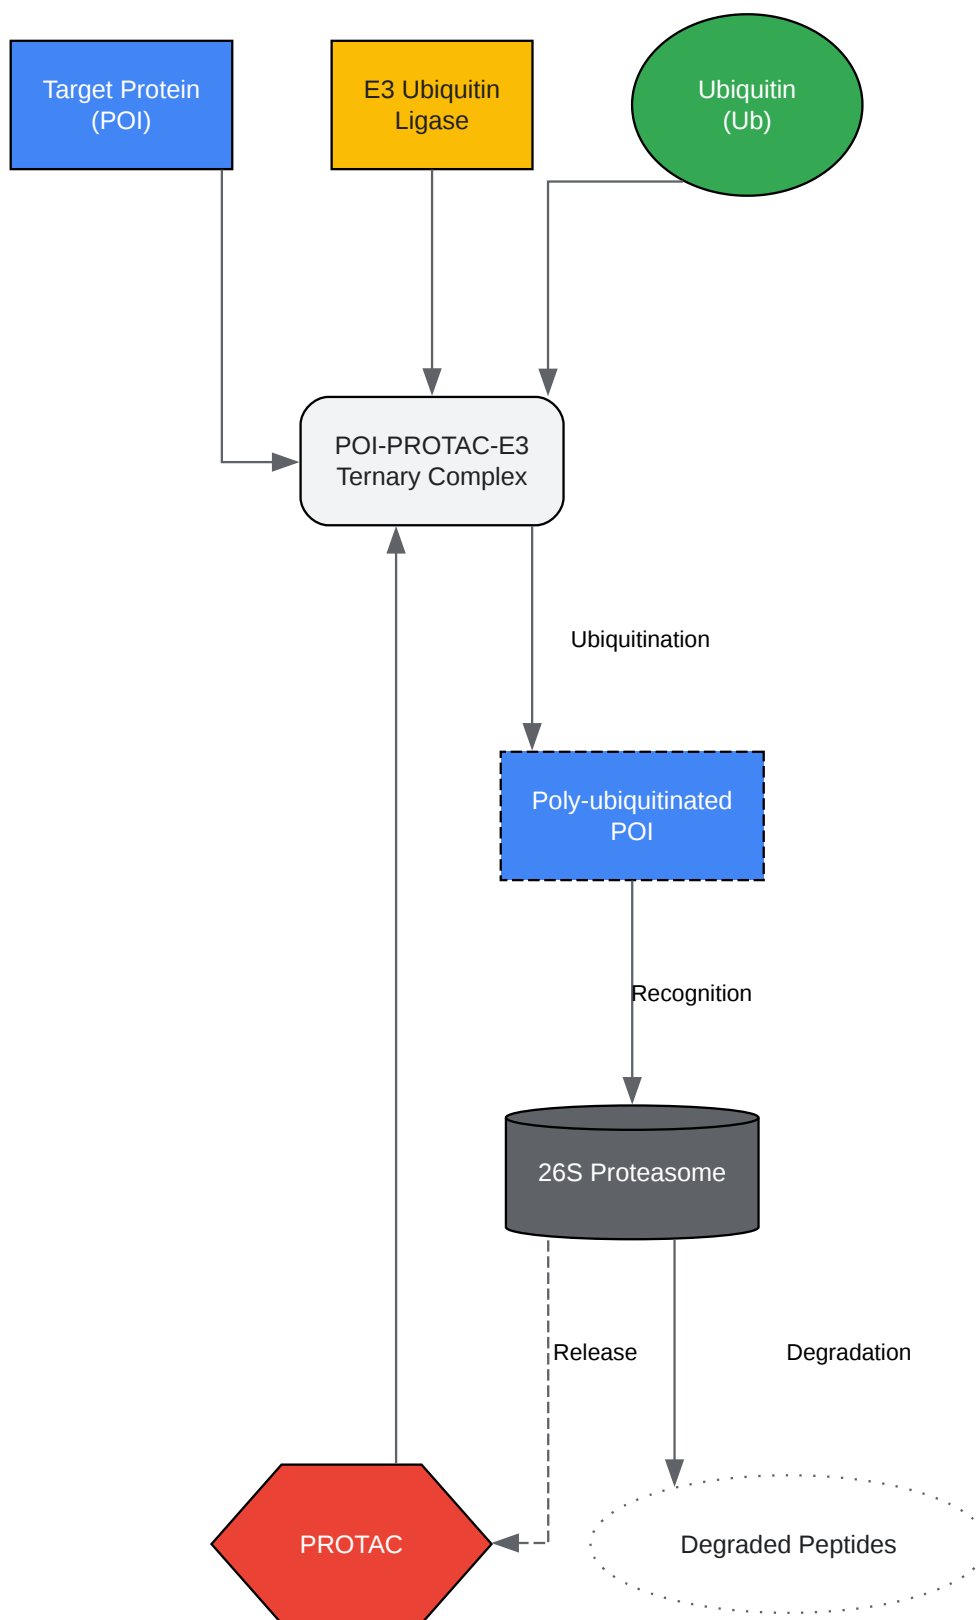 Target Protein
(POI)
E3 Ubiquitin
Ligase
Ubiquitin
(Ub)
POI-PROTAC-E3
Ternary Complex
Ubiquitination
Poly-ubiquitinated
POI
Recognition
26S Proteasome
Release
Degradation
PROTAC
Degraded Peptides